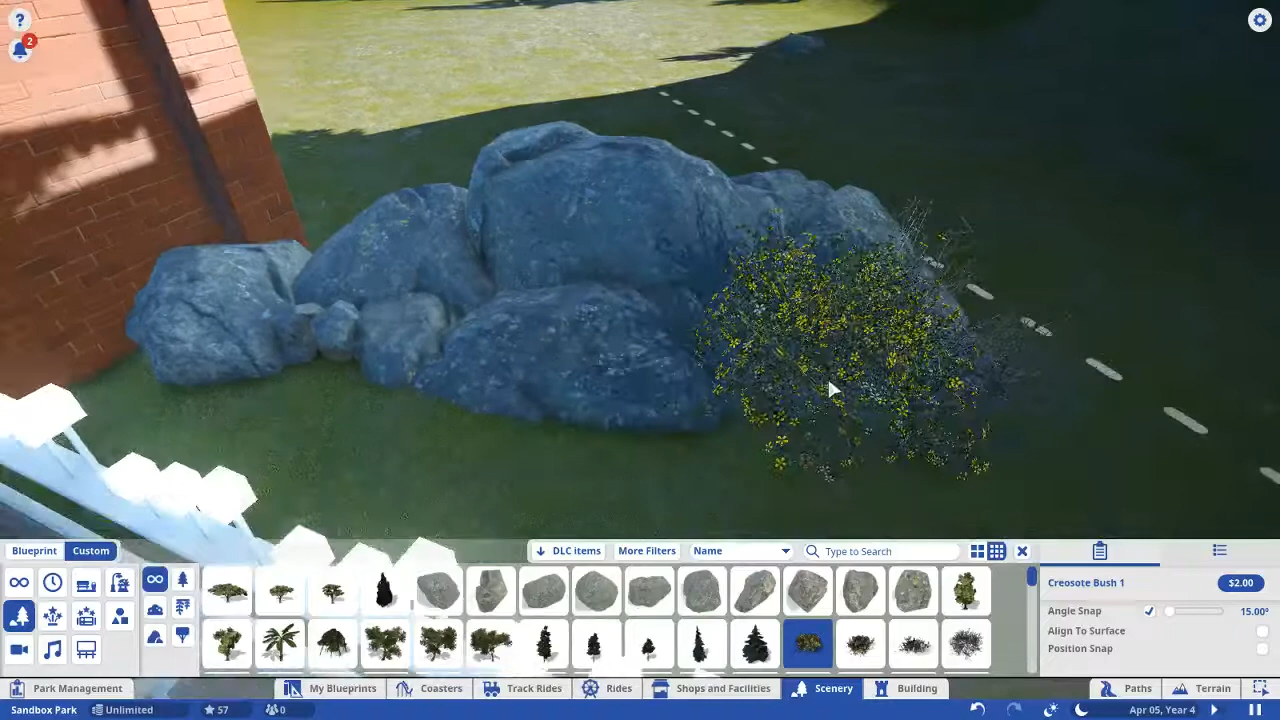 ?
2
Blueprint Custom
DLC items More Filters Name Type to Search
Creosote Bush 1 $2.00
Angle Snap 15.00°
Align To Surface
Position Snap
Park Management My Blueprints Coasters Track Rides Rides Shops and Facilities Scenery Building Paths Terrain
Sandbox Park Unlimited 57 0 Apr 05, Year 4